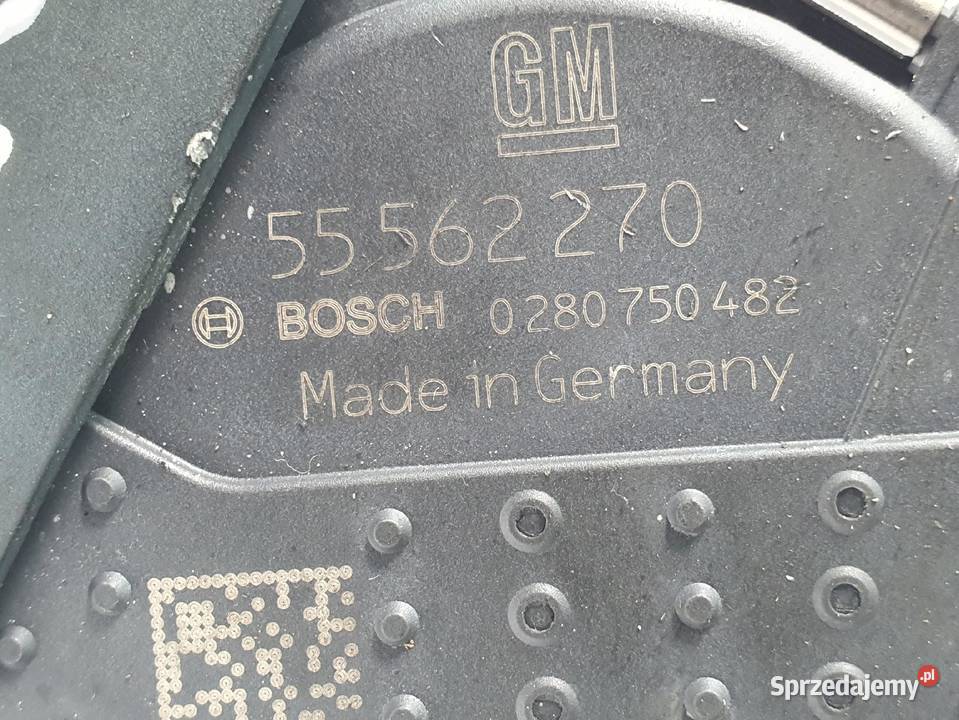 GM
55 562 270
BOSCH 0 280 750 482
Made in Germany
Sprzedajemy.pl